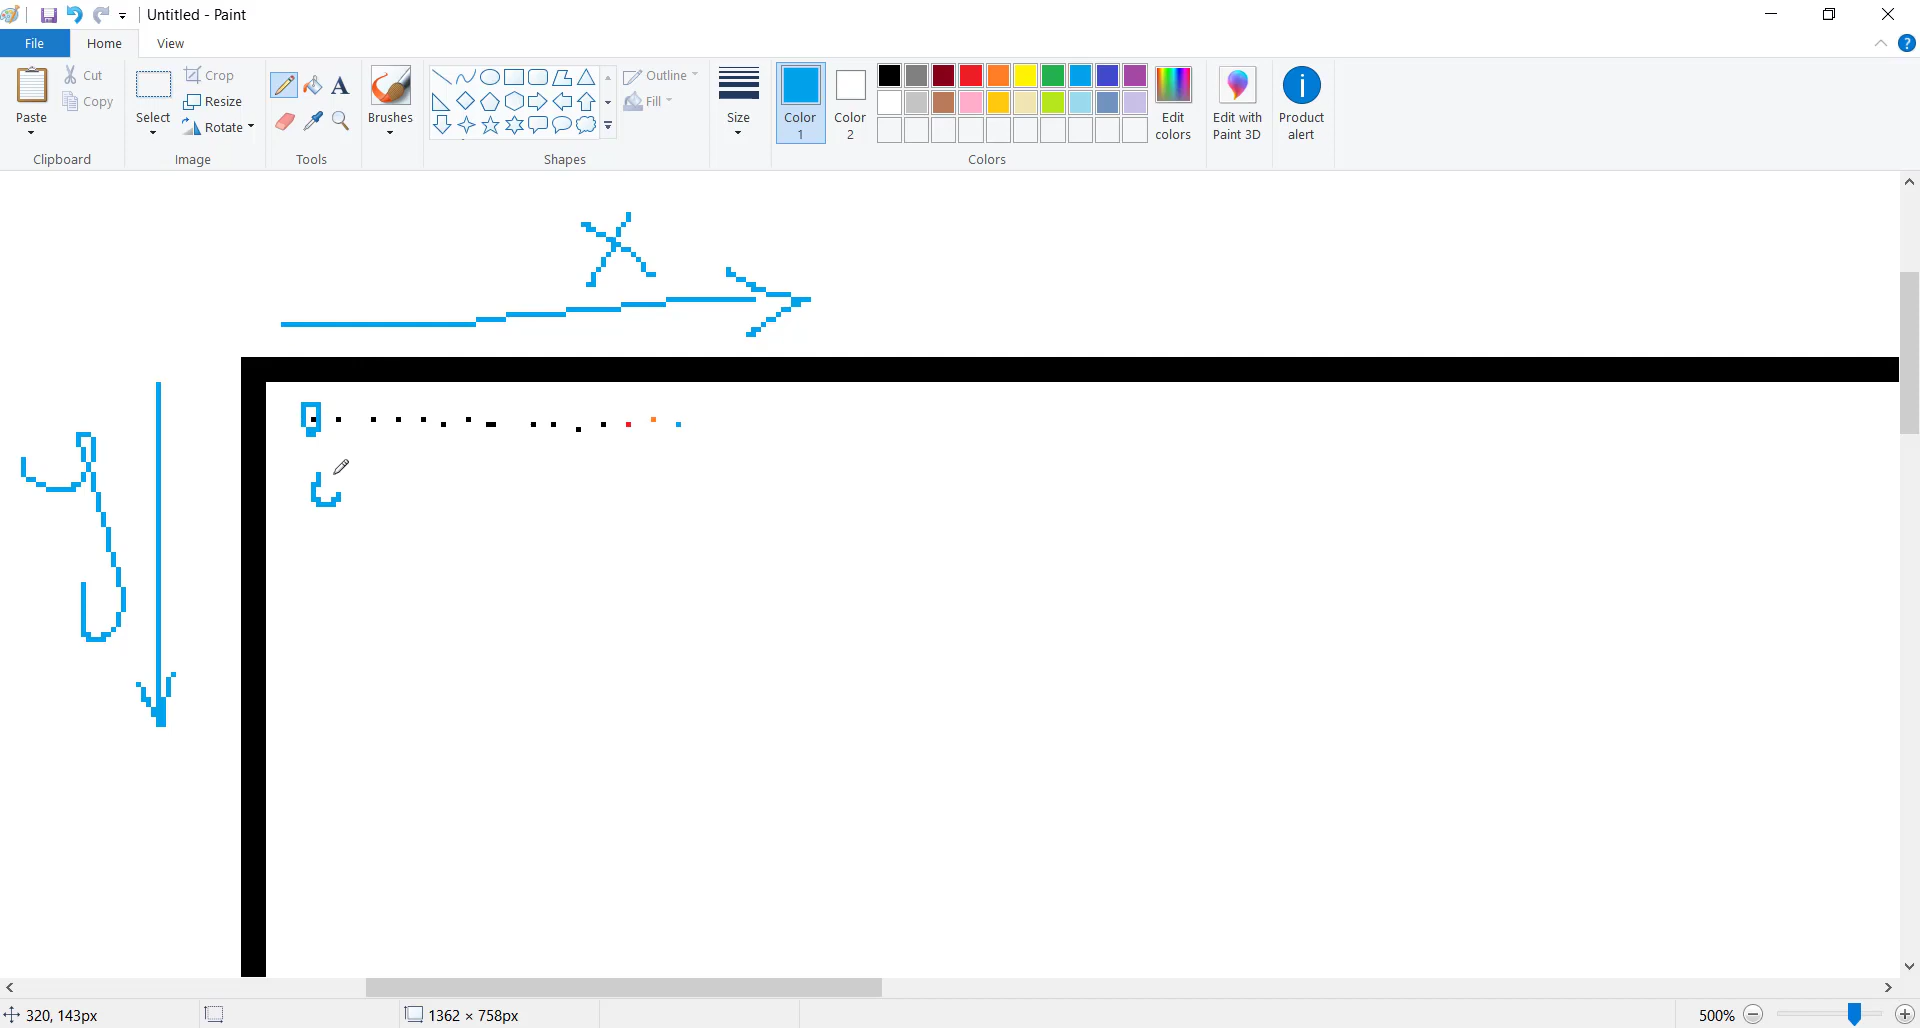 Untitled - Paint
File Home View
Paste
Cut
Copy
Clipboard
Select
Crop
Resize
Rotate
Image
Tools
Brushes
Shapes
Outline
Fill
Size
Color 1
Color 2
Colors
Edit colors
Edit with Paint 3D
Product alert
x
y
320, 143px
1362 × 758px
500%